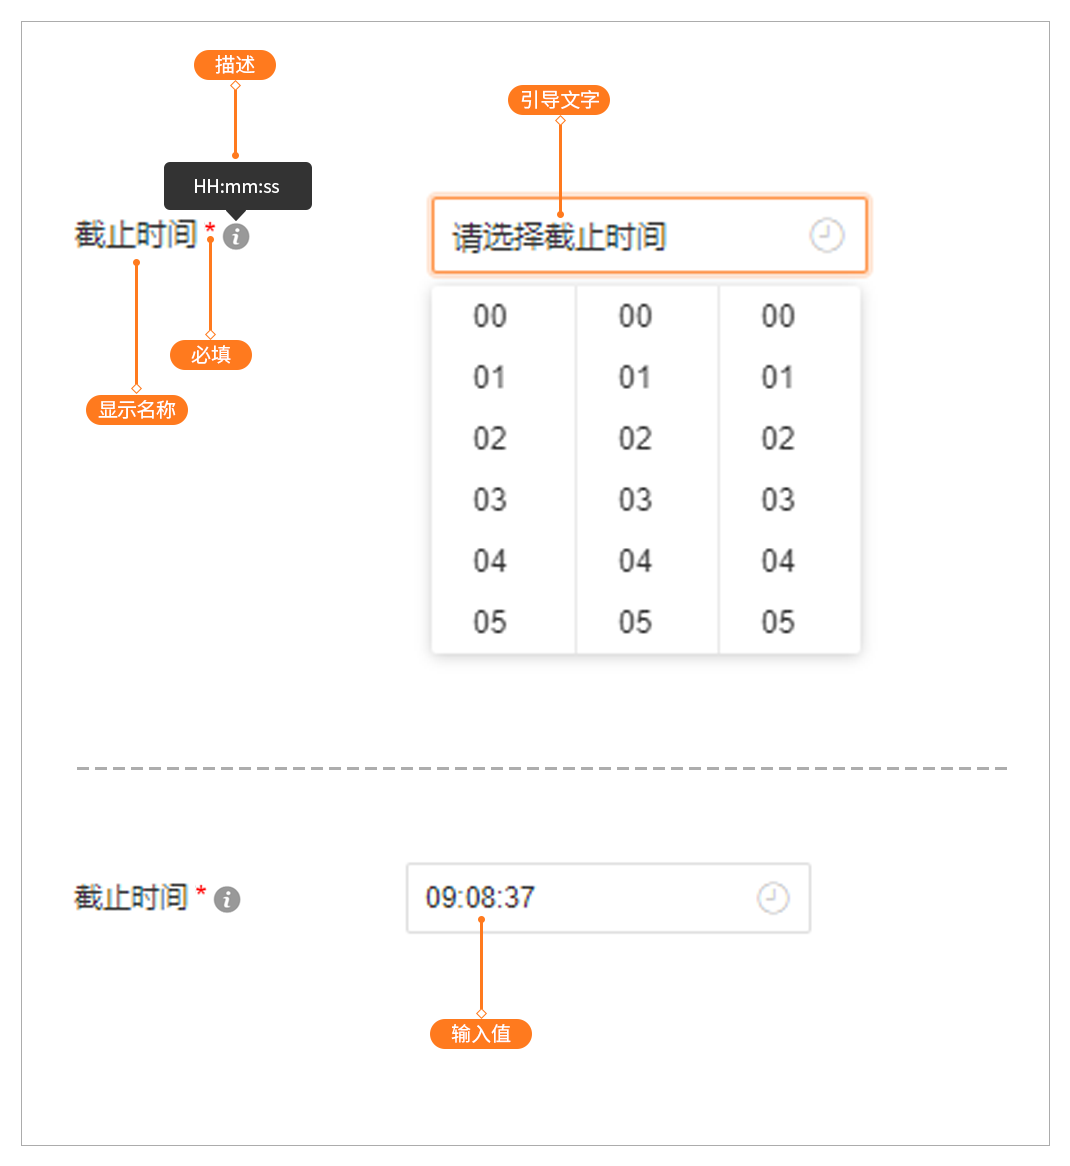 描述
引导文字
HH:mm:ss
截止时间 *
请选择截止时间
必填
显示名称
00 00 00
01 01 01
02 02 02
03 03 03
04 04 04
05 05 05
截止时间 *
09:08:37
输入值